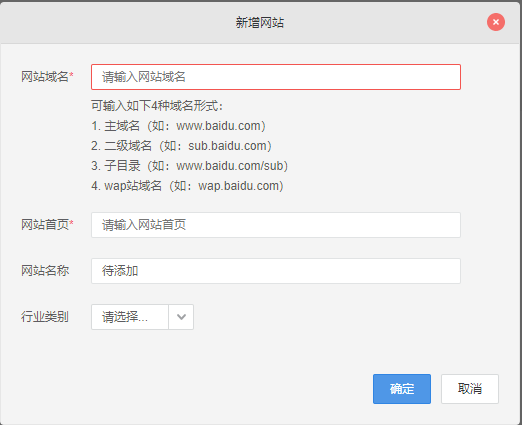 新增网站
网站域名*
请输入网站域名
可输入如下4种域名形式：
1. 主域名（如：www.baidu.com）
2. 二级域名（如：sub.baidu.com）
3. 子目录（如：www.baidu.com/sub）
4. wap站域名（如：wap.baidu.com）
网站首页*
请输入网站首页
网站名称
待添加
行业类别
请选择...
确定
取消